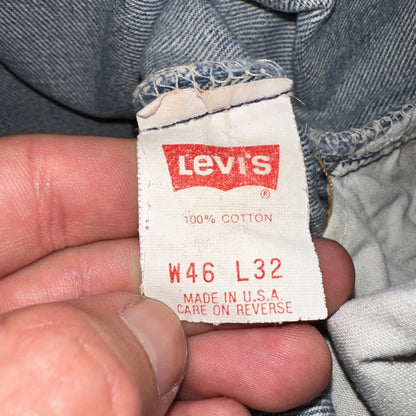 Levi's
®
100% COTTON
W46 L32
MADE IN U.S.A.
CARE ON REVERSE